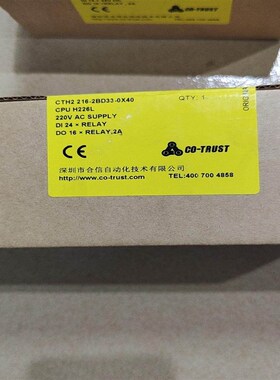 CTH2 216-2BD33-0X40 QTY: 1
CPU H226L
220V AC SUPPLY
DI 24 × RELAY
DO 16 × RELAY,2A
CE CO-TRUST
深圳市合信自动化技术有限公司
http://www.co-trust.com TEL:400 700 4858